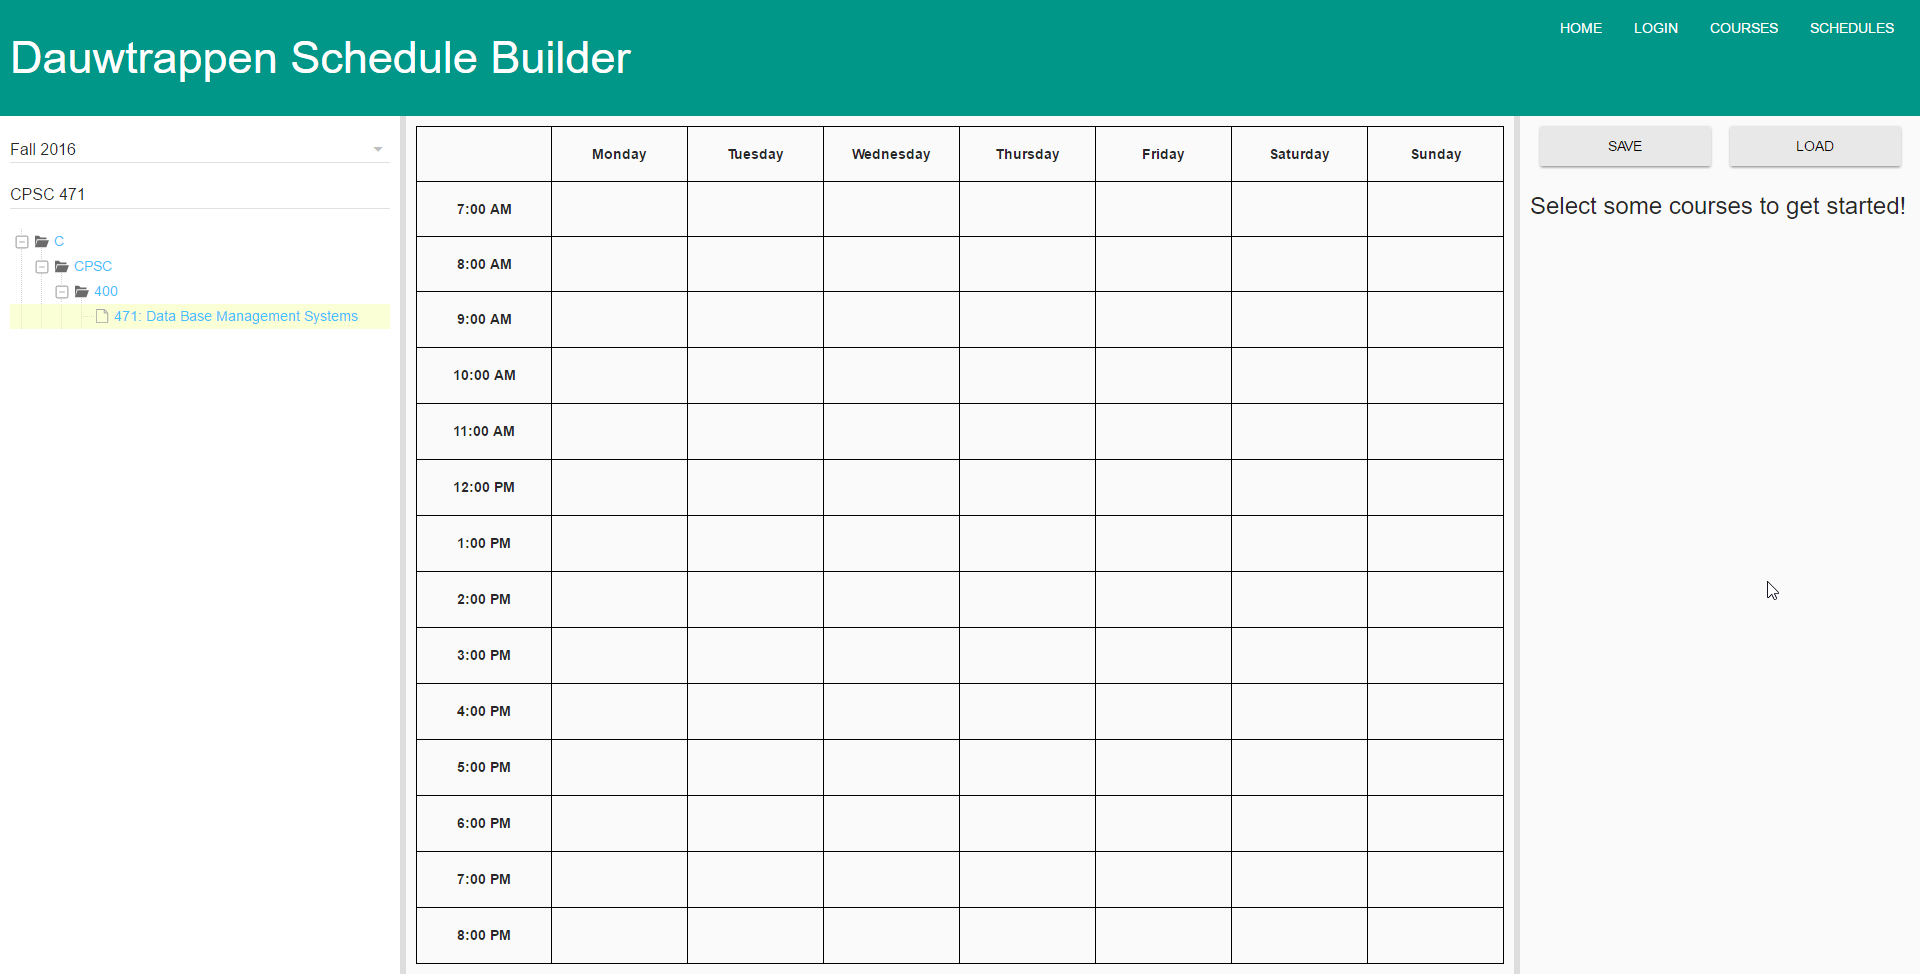 Dauwtrappen Schedule Builder
HOME LOGIN COURSES SCHEDULES
Fall 2016
CPSC 471
C
CPSC
400
471: Data Base Management Systems
Monday Tuesday Wednesday Thursday Friday Saturday Sunday
7:00 AM
8:00 AM
9:00 AM
10:00 AM
11:00 AM
12:00 PM
1:00 PM
2:00 PM
3:00 PM
4:00 PM
5:00 PM
6:00 PM
7:00 PM
8:00 PM
SAVE LOAD
Select some courses to get started!